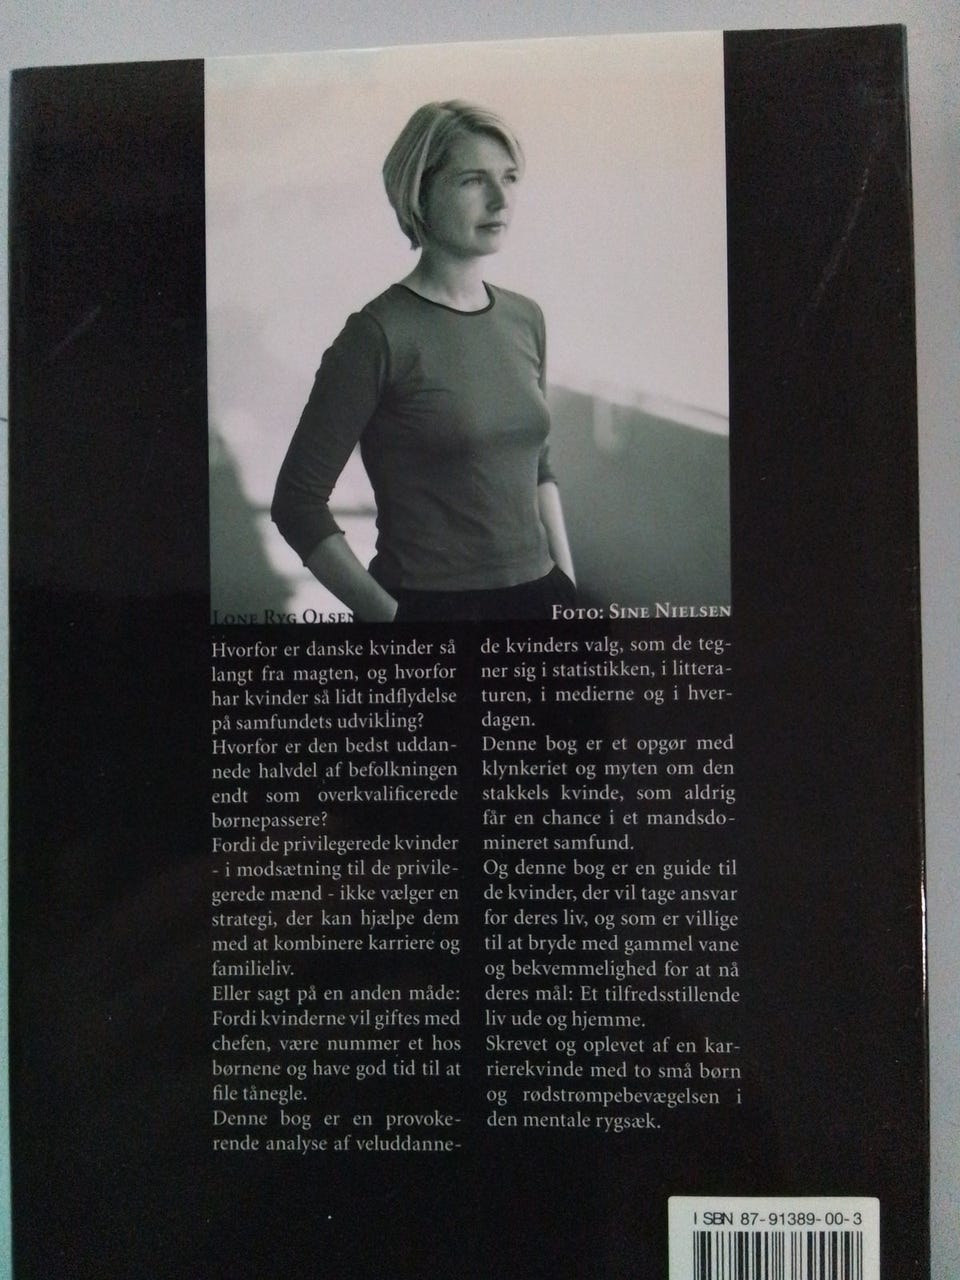 Lone Ryg Olsen
Foto: Sine Nielsen
Hvorfor er danske kvinder så
langt fra magten, og hvorfor
har kvinder så lidt indflydelse
på samfundets udvikling?
Hvorfor er den bedst uddan-
nede halvdel af befolkningen
endt som overkvalificerede
børnepassere?
Fordi de privilegerede kvinder
- i modsætning til de privile-
gerede mænd - ikke vælger en
strategi, der kan hjælpe dem
med at kombinere karriere og
familieliv.
Eller sagt på en anden måde:
Fordi kvinderne vil giftes med
chefen, være nummer et hos
børnene og have god tid til at
file tånegle.
Denne bog er en provoke-
rende analyse af veluddanne-
de kvinders valg, som de teg-
ner sig i statistikken, i littera-
turen, i medierne og i hver-
dagen.
Denne bog er et opgør med
klynkeriet og myten om den
stakkels kvinde, som aldrig
får en chance i et mandsdo-
mineret samfund.
Og denne bog er en guide til
de kvinder, der vil tage ansvar
for deres liv, og som er villige
til at bryde med gammel vane
og bekvemmelighed for at nå
deres mål: Et tilfredsstillende
liv ude og hjemme.
Skrevet og oplevet af en kar-
rierekvinde med to små børn
og rødstrømpebevægelsen i
den mentale rygsæk.
ISBN 87-91389-00-3